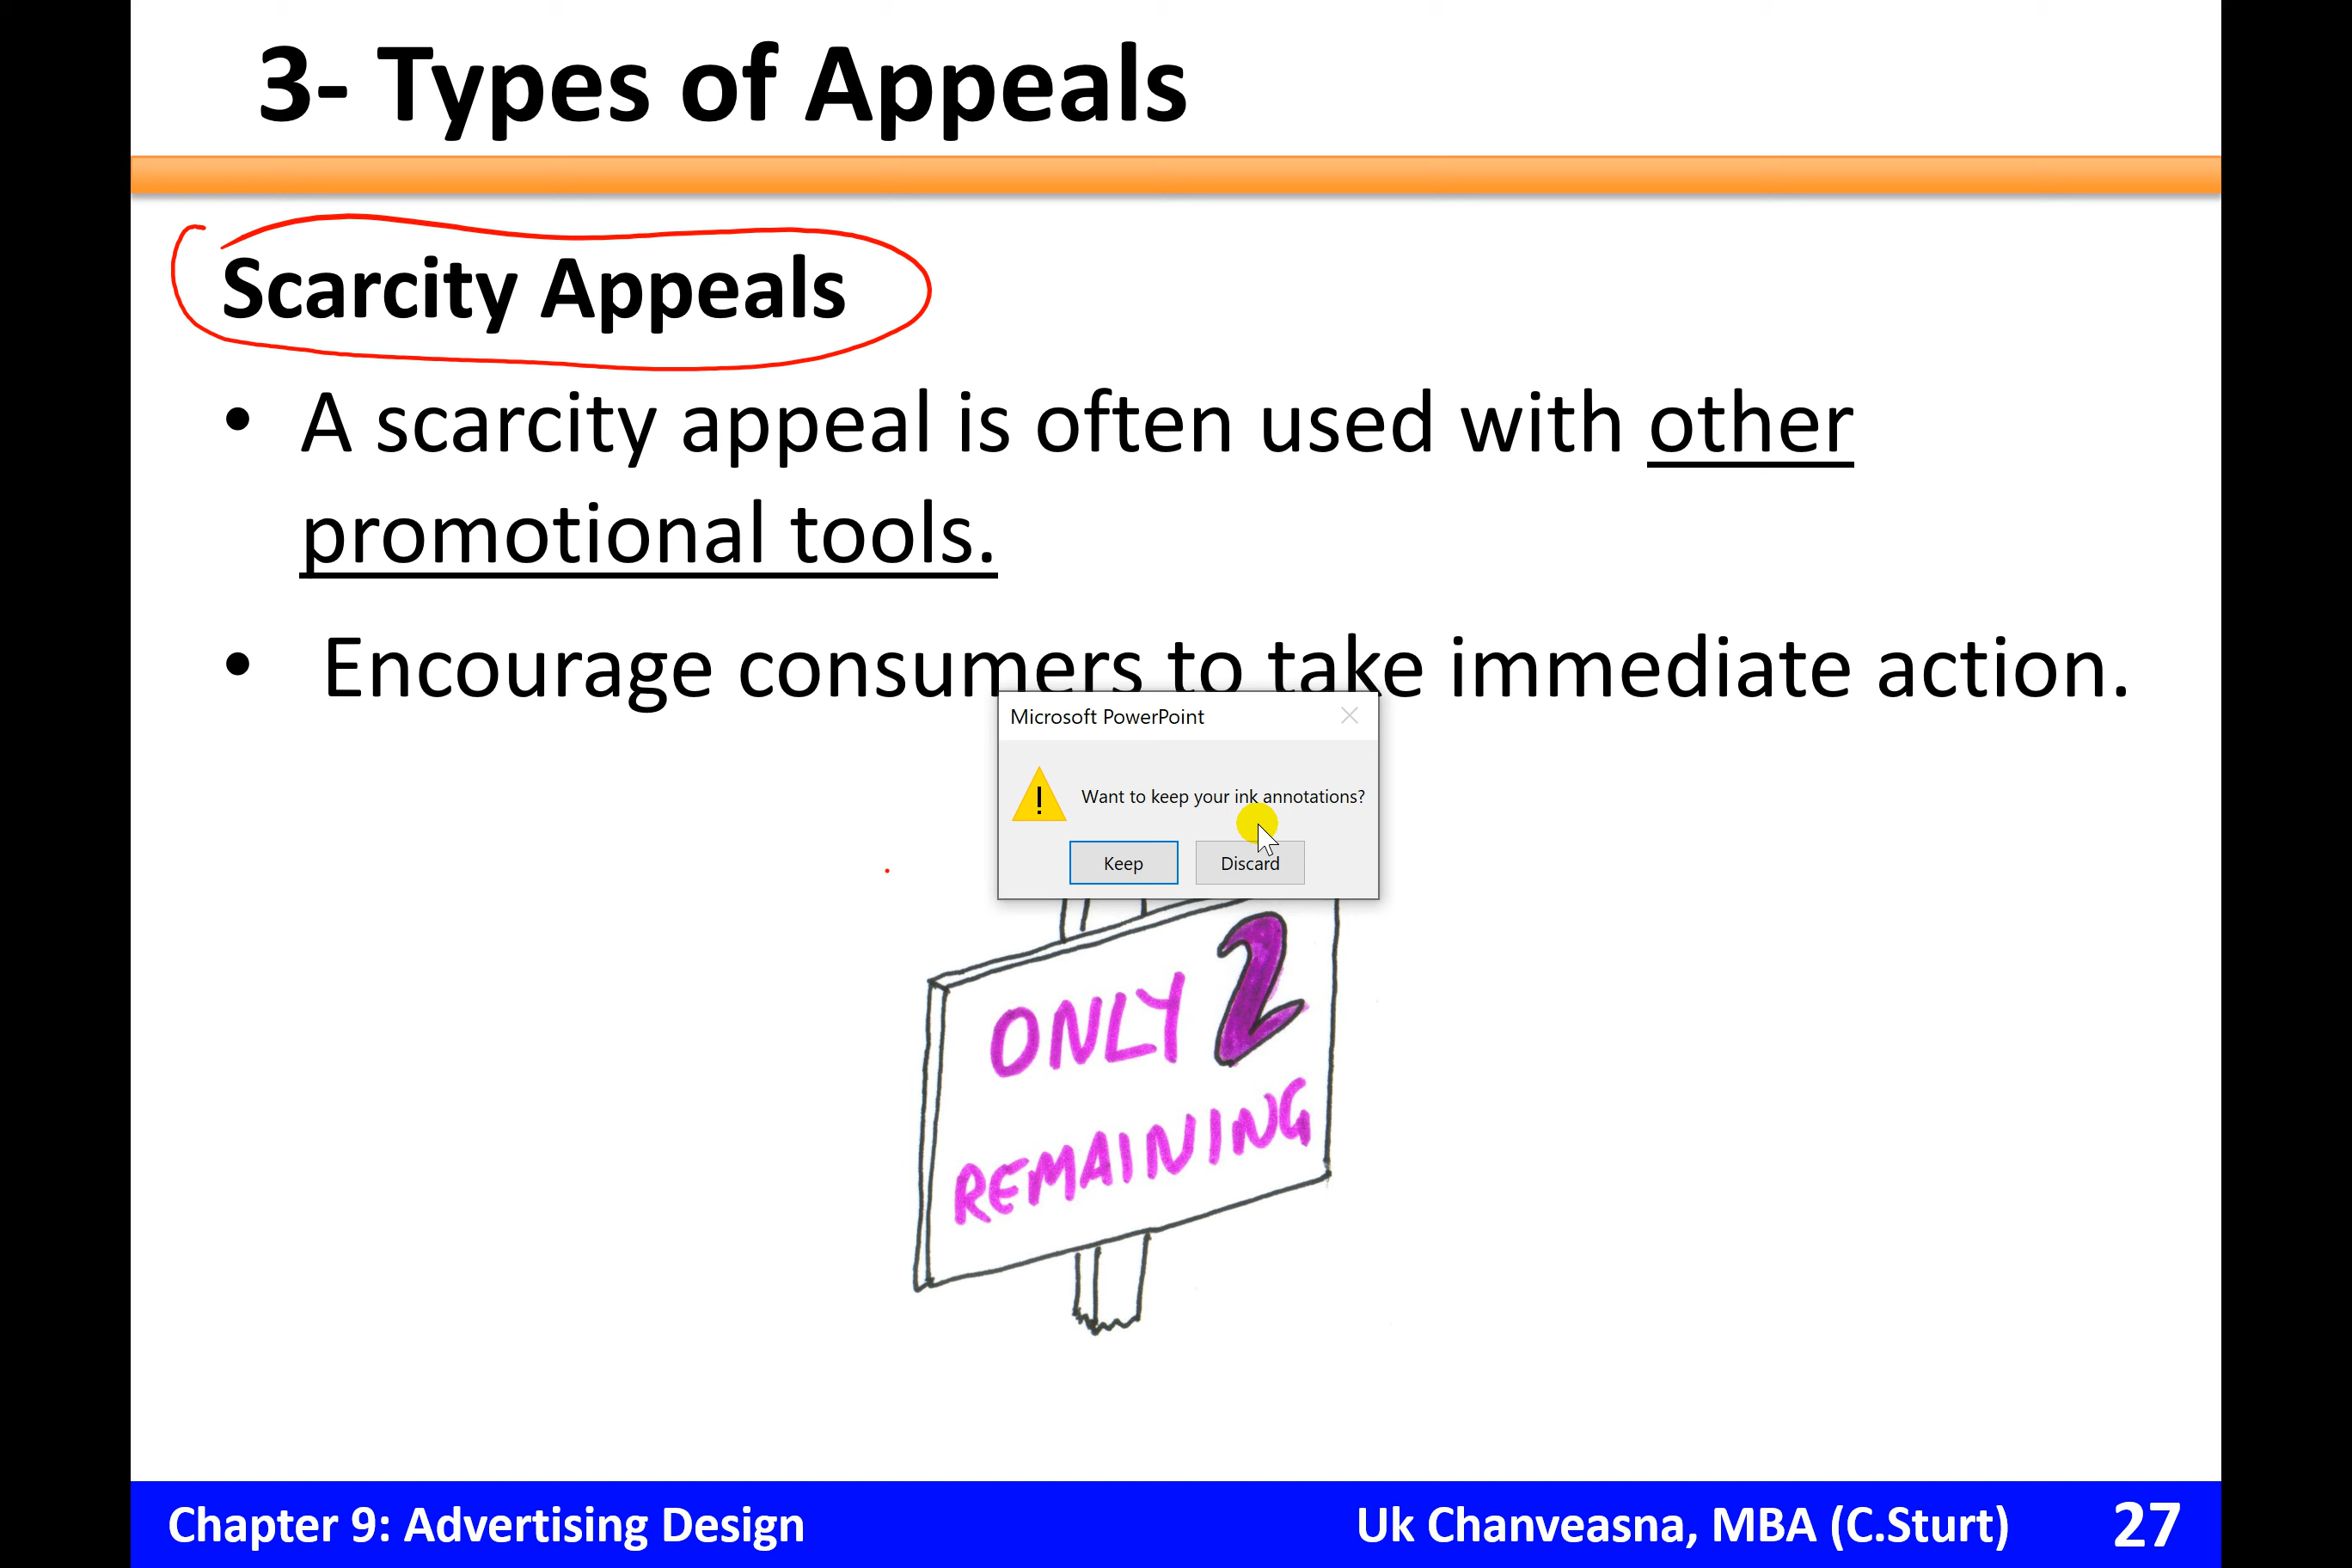 3- Types of Appeals
Scarcity Appeals
• A scarcity appeal is often used with other
promotional tools.
• Encourage consumers to take immediate action.
Microsoft PowerPoint
Want to keep your ink annotations?
Keep Discard
ONLY 2
REMAINING
Chapter 9: Advertising Design Uk Chanveasna, MBA (C.Sturt) 27